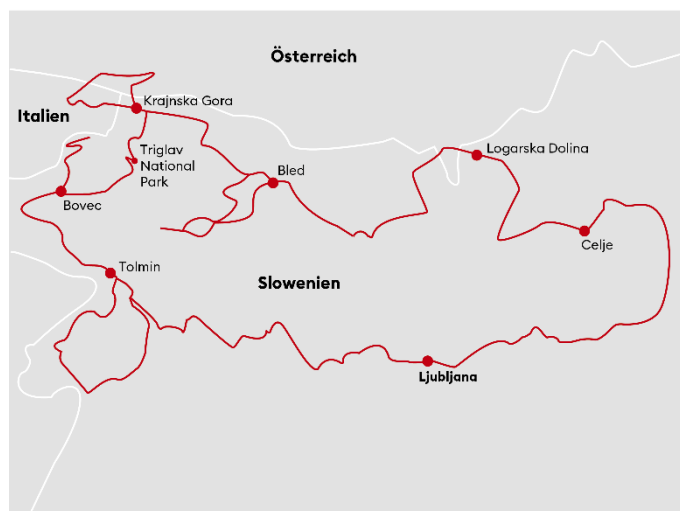 Österreich
Italien
Krajnska Gora
Triglav
National
Park
Logarska Dolina
Bled
Bovec
Celje
Tolmin
Slowenien
Ljubljana